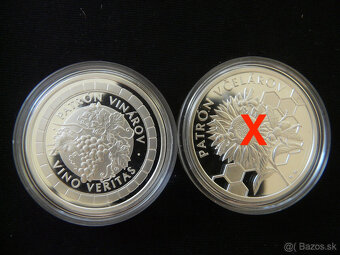 PATRÓN VINÁROV
VINO VERITAS
PATRÓN VČELÁROV
X
© Bazos.sk